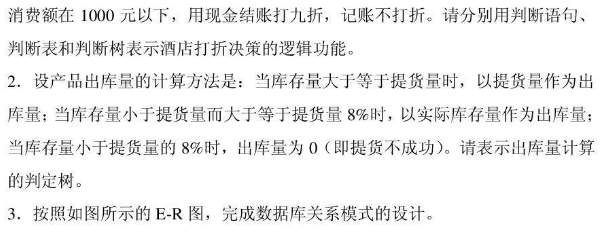 消费额在 1000 元以下，用现金结账打九折，记账不打折。请分别用判断语句、
判断表和判断树表示酒店打折决策的逻辑功能。
2．设产品出库量的计算方法是：当库存量大于等于提货量时，以提货量作为出
库量；当库存量小于提货量而大于等于提货量 8%时，以实际库存量作为出库量；
当库存量小于提货量的 8%时，出库量为 0（即提货不成功）。请表示出库量计算
的判定树。
3．按照如图所示的 E-R 图，完成数据库关系模式的设计。